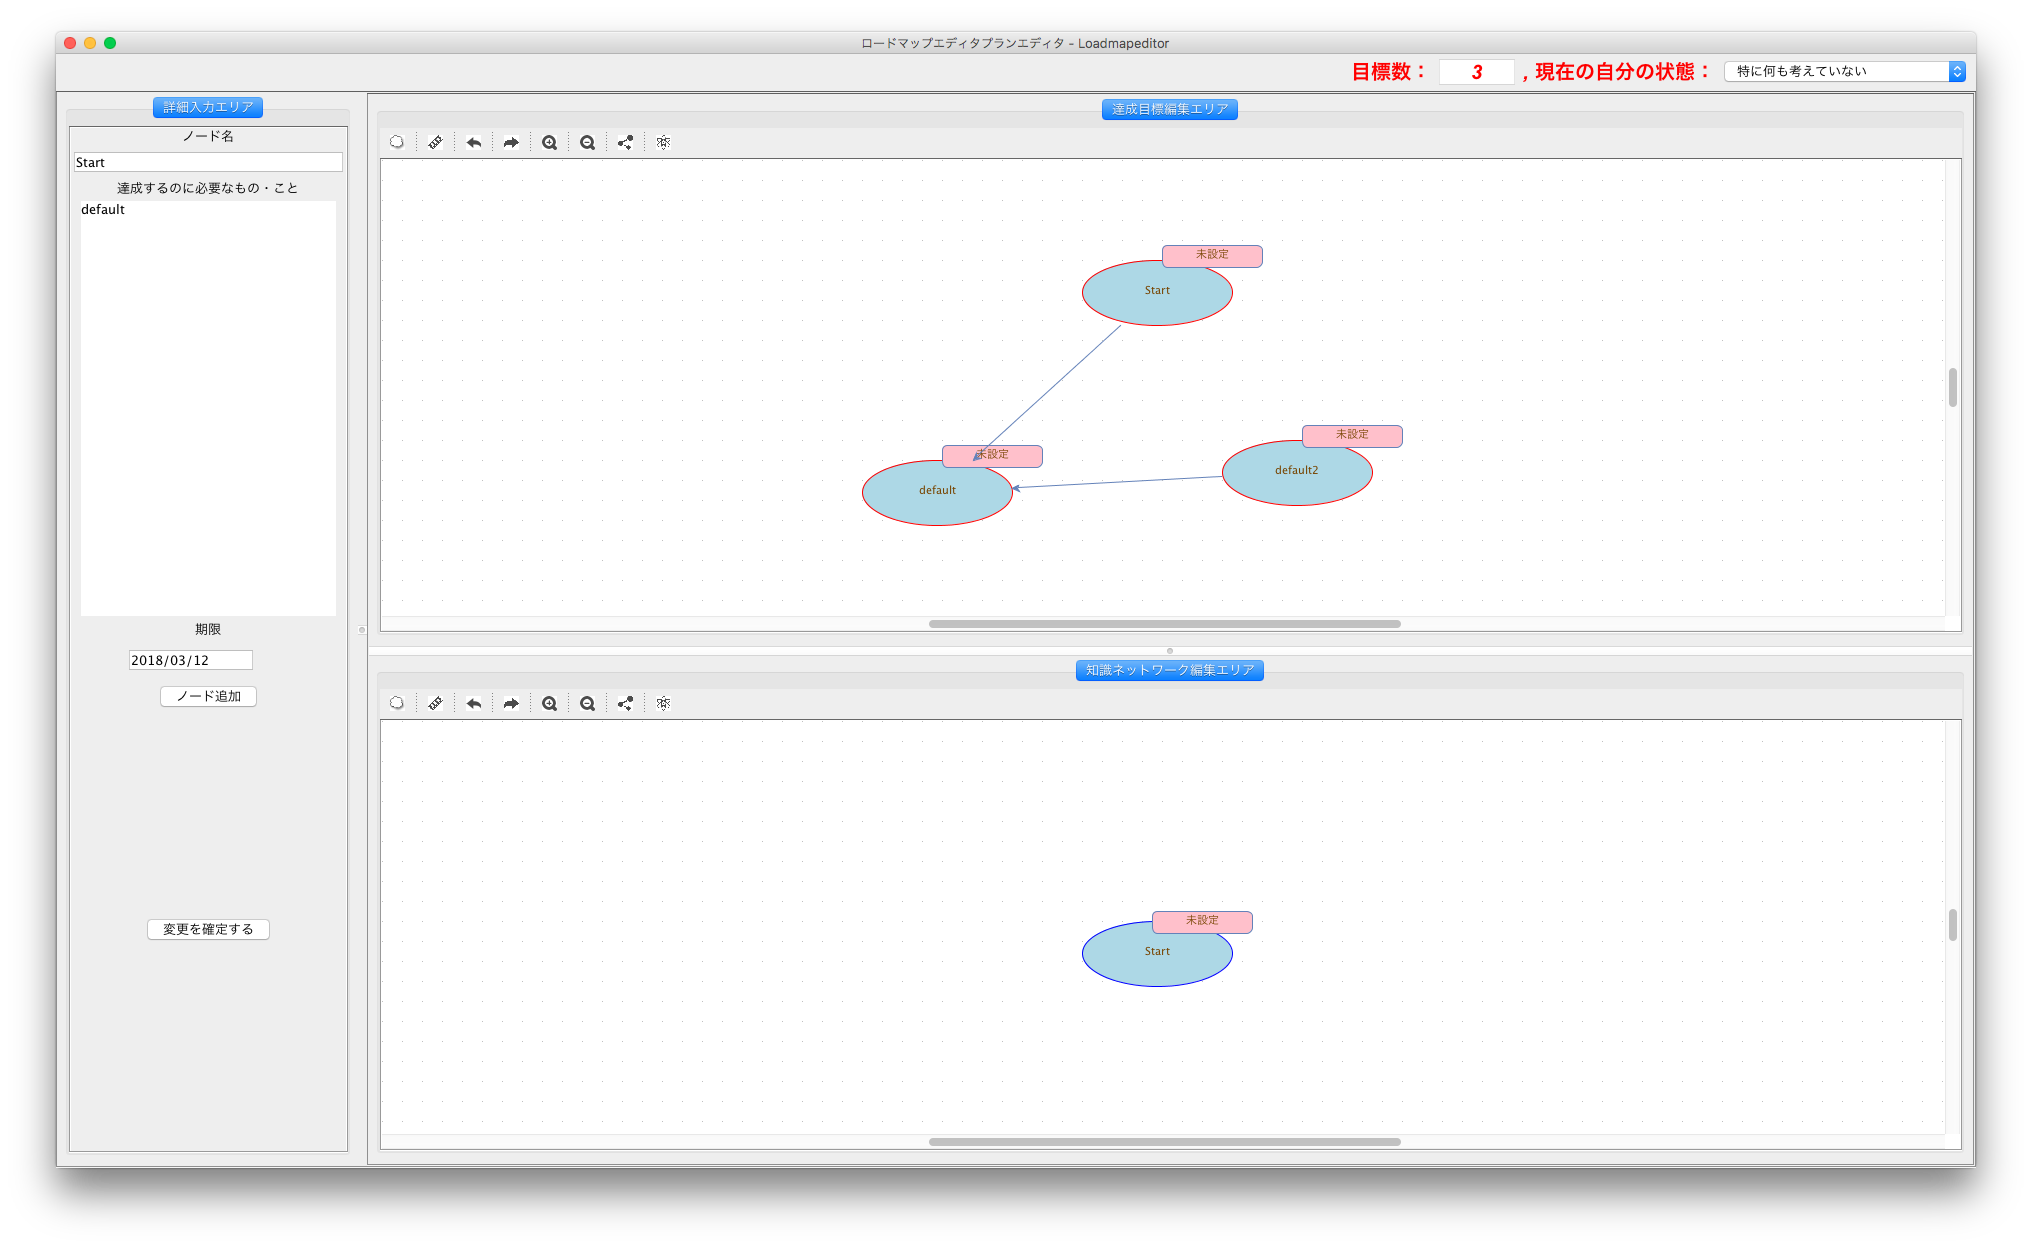 ロードマップエディタプランエディタ - Loadmapeditor
目標数： 3 , 現在の自分の状態： 特に何も考えていない
詳細入力エリア
ノード名
Start
達成するのに必要なもの・こと
default
期限
2018/03/12
ノード追加
変更を確定する
達成目標編集エリア
未設定
Start
未設定
default
未設定
default2
知識ネットワーク編集エリア
未設定
Start